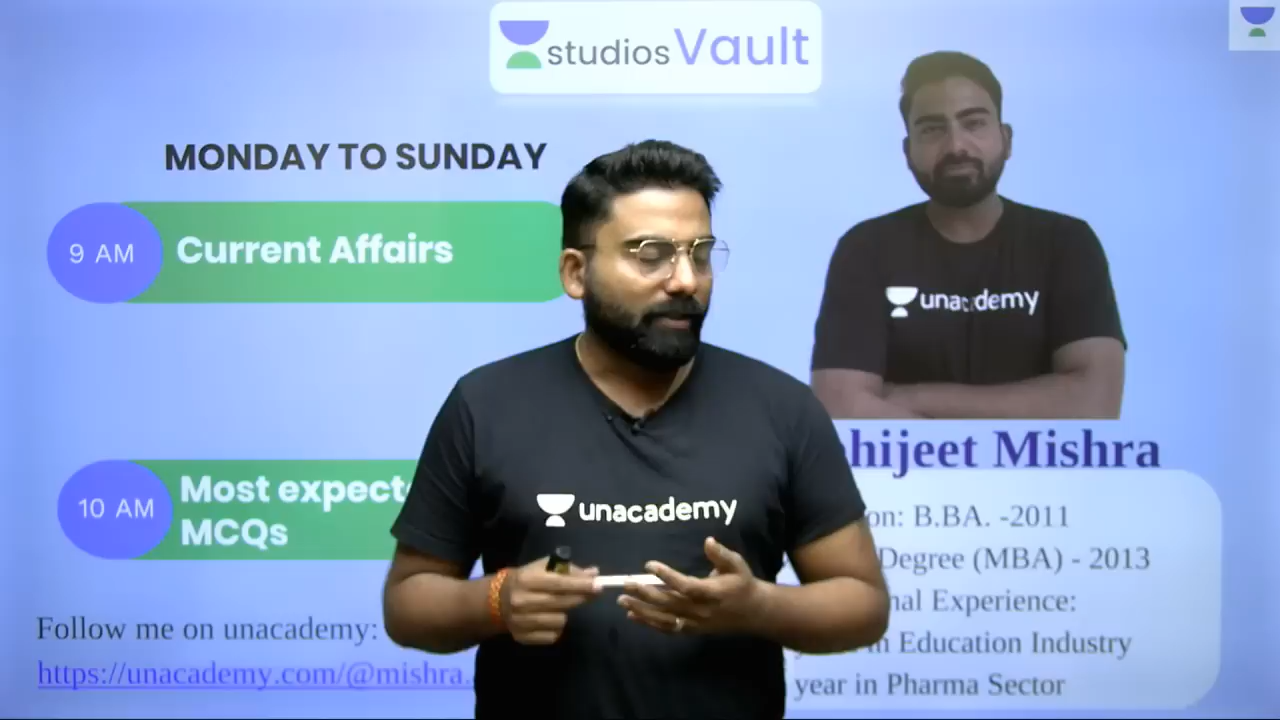 studios Vault
MONDAY TO SUNDAY
9 AM
Current Affairs
10 AM
Most expect
MCQs
Follow me on unacademy:
https://unacademy.com/@mishra.
unacademy
unacademy
hijeet Mishra
on: B.BA. -2011
Degree (MBA) - 2013
nal Experience:
in Education Industry
year in Pharma Sector